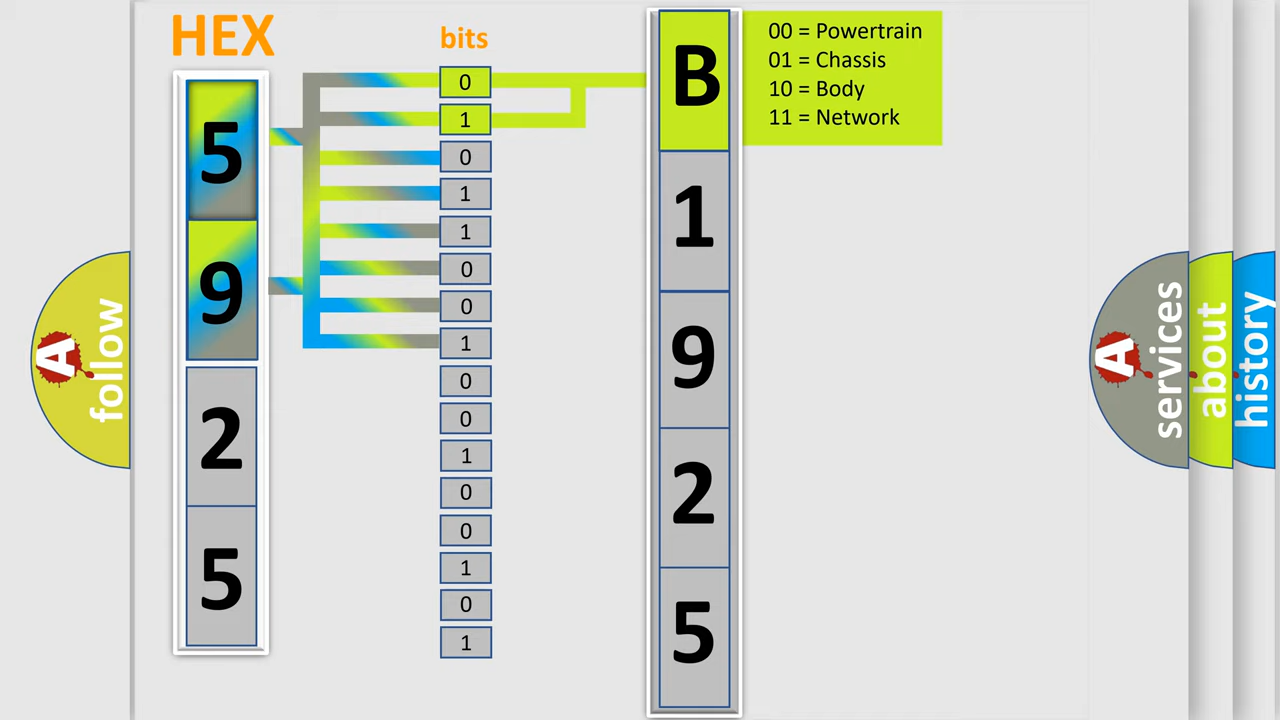 HEX
bits
5
9
2
5
0
1
0
1
1
0
0
1
0
0
1
0
0
1
0
1
B
1
9
2
5
00 = Powertrain
01 = Chassis
10 = Body
11 = Network
A
follow
A
services
about
history